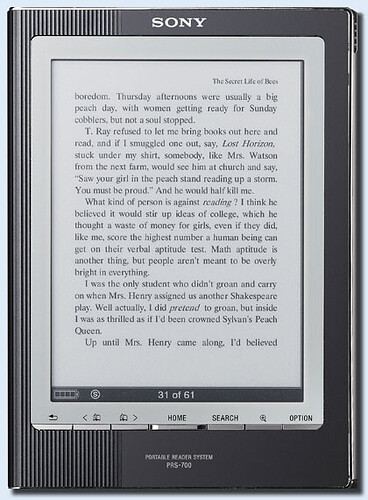 SONY
The Secret Life of Bees
boredom. Thursday afternoons were usually a big
peach day, with women getting ready for Sunday
cobblers, but not a soul stopped.
T. Ray refused to let me bring books out here and
read, and if I smuggled one out, say, Lost Horizon,
stuck under my shirt, somebody, like Mrs. Watson
from the next farm, would see him at church and say,
“Saw your girl in the peach stand reading up a storm.
You must be proud.” And he would half kill me.
What kind of person is against reading? I think he
believed it would stir up ideas of college, which he
thought a waste of money for girls, even if they did,
like me, score the highest number a human being can
get on their verbal aptitude test. Math aptitude is
another thing, but people aren’t meant to be overly
bright in everything.
I was the only student who didn’t groan and carry
on when Mrs. Henry assigned us another Shakespeare
play. Well actually, I did pretend to groan, but inside
I was as thrilled as if I’d been crowned Sylvan’s Peach
Queen.
Up until Mrs. Henry came along, I’d believed
S 31 of 61
HOME SEARCH OPTION
PORTABLE READER SYSTEM
PRS-700